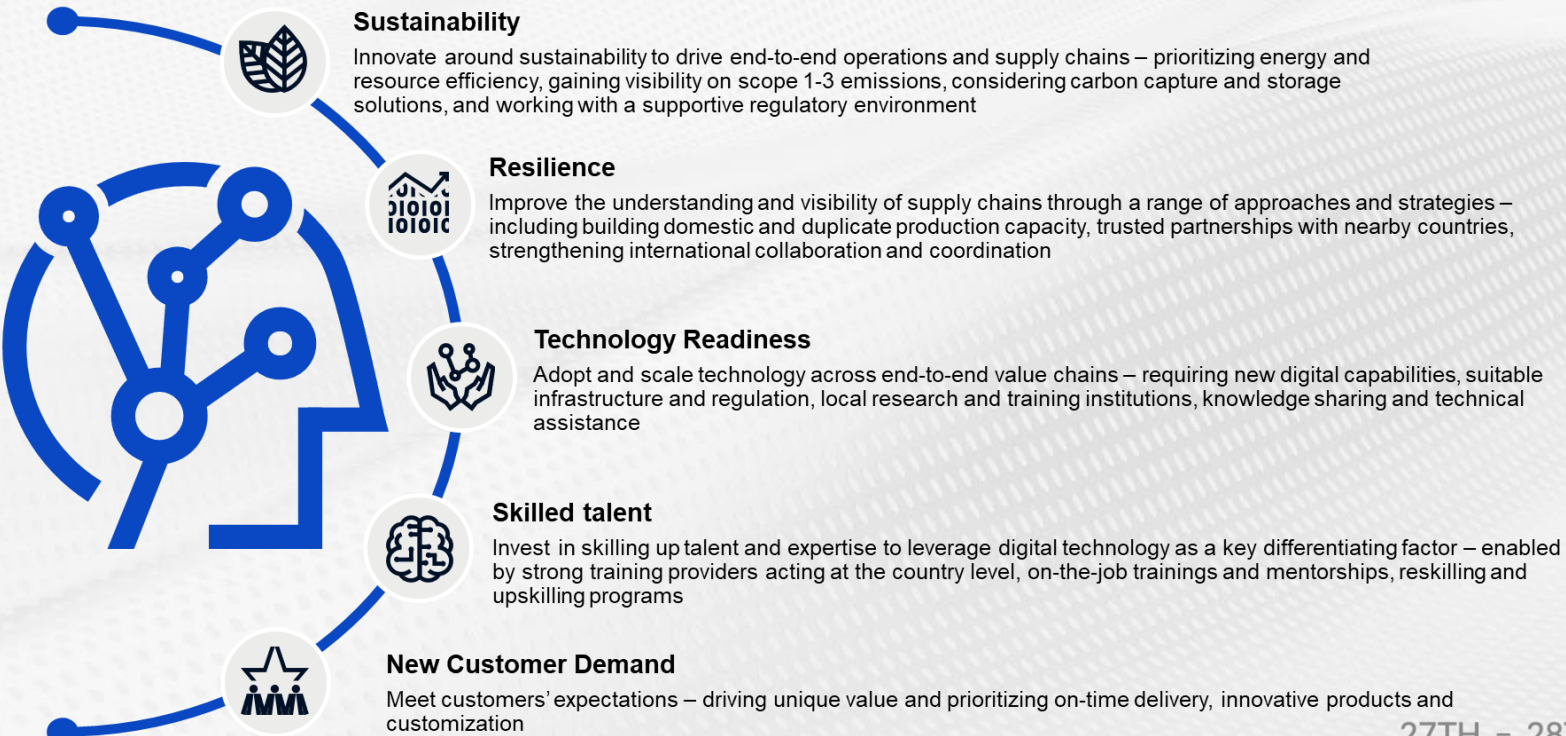 Sustainability
Innovate around sustainability to drive end-to-end operations and supply chains – prioritizing energy and
resource efficiency, gaining visibility on scope 1-3 emissions, considering carbon capture and storage
solutions, and working with a supportive regulatory environment
Resilience
Improve the understanding and visibility of supply chains through a range of approaches and strategies –
including building domestic and duplicate production capacity, trusted partnerships with nearby countries,
strengthening international collaboration and coordination
Technology Readiness
Adopt and scale technology across end-to-end value chains – requiring new digital capabilities, suitable
infrastructure and regulation, local research and training institutions, knowledge sharing and technical
assistance
Skilled talent
Invest in skilling up talent and expertise to leverage digital technology as a key differentiating factor – enabled
by strong training providers acting at the country level, on-the-job trainings and mentorships, reskilling and
upskilling programs
New Customer Demand
Meet customers’ expectations – driving unique value and prioritizing on-time delivery, innovative products and
customization
27TH – 28